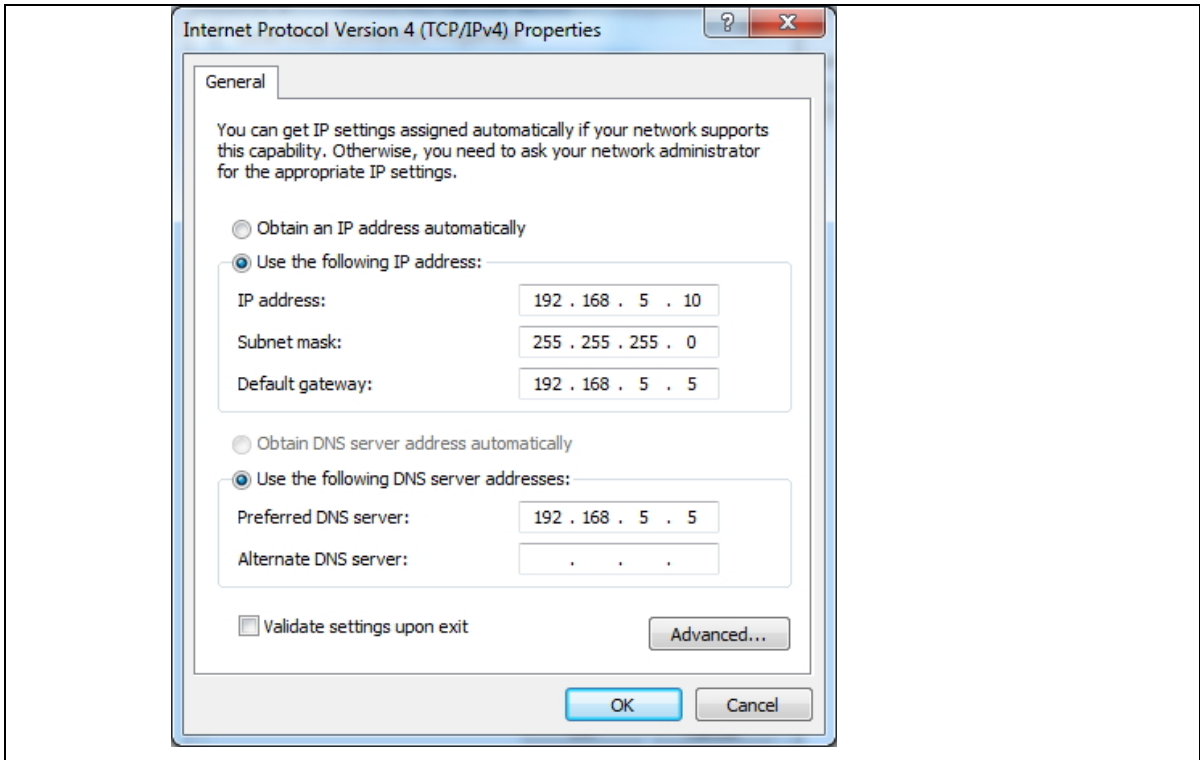 Internet Protocol Version 4 (TCP/IPv4) Properties
General
You can get IP settings assigned automatically if your network supports
this capability. Otherwise, you need to ask your network administrator
for the appropriate IP settings.
Obtain an IP address automatically
Use the following IP address:
IP address: 192 . 168 . 5 . 10
Subnet mask: 255 . 255 . 255 . 0
Default gateway: 192 . 168 . 5 . 5
Obtain DNS server address automatically
Use the following DNS server addresses:
Preferred DNS server: 192 . 168 . 5 . 5
Alternate DNS server: . . .
Validate settings upon exit
Advanced...
OK Cancel